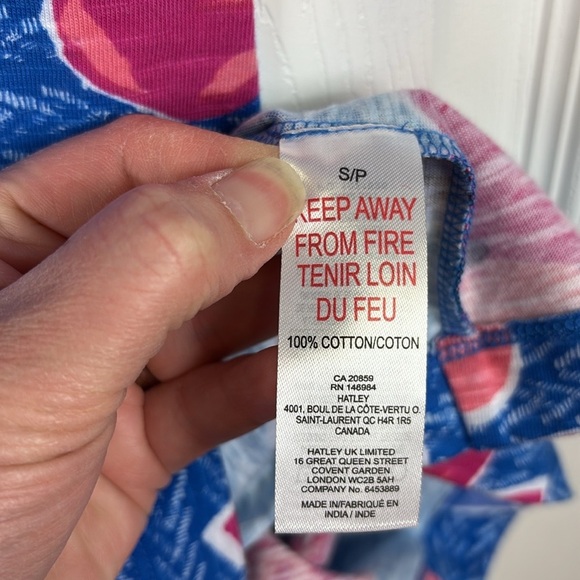 S/P
KEEP AWAY
FROM FIRE
TENIR LOIN
DU FEU
100% COTTON/COTON
CA 20859
RN 146984
HATLEY
4001, BOUL DE LA CÔTE-VERTU O.
SAINT-LAURENT QC H4R 1R5
CANADA
HATLEY UK LIMITED
16 GREAT QUEEN STREET
COVENT GARDEN
LONDON WC2B 5AH
COMPANY No. 6453889
MADE IN/FABRIQUÉ EN
INDIA / INDE